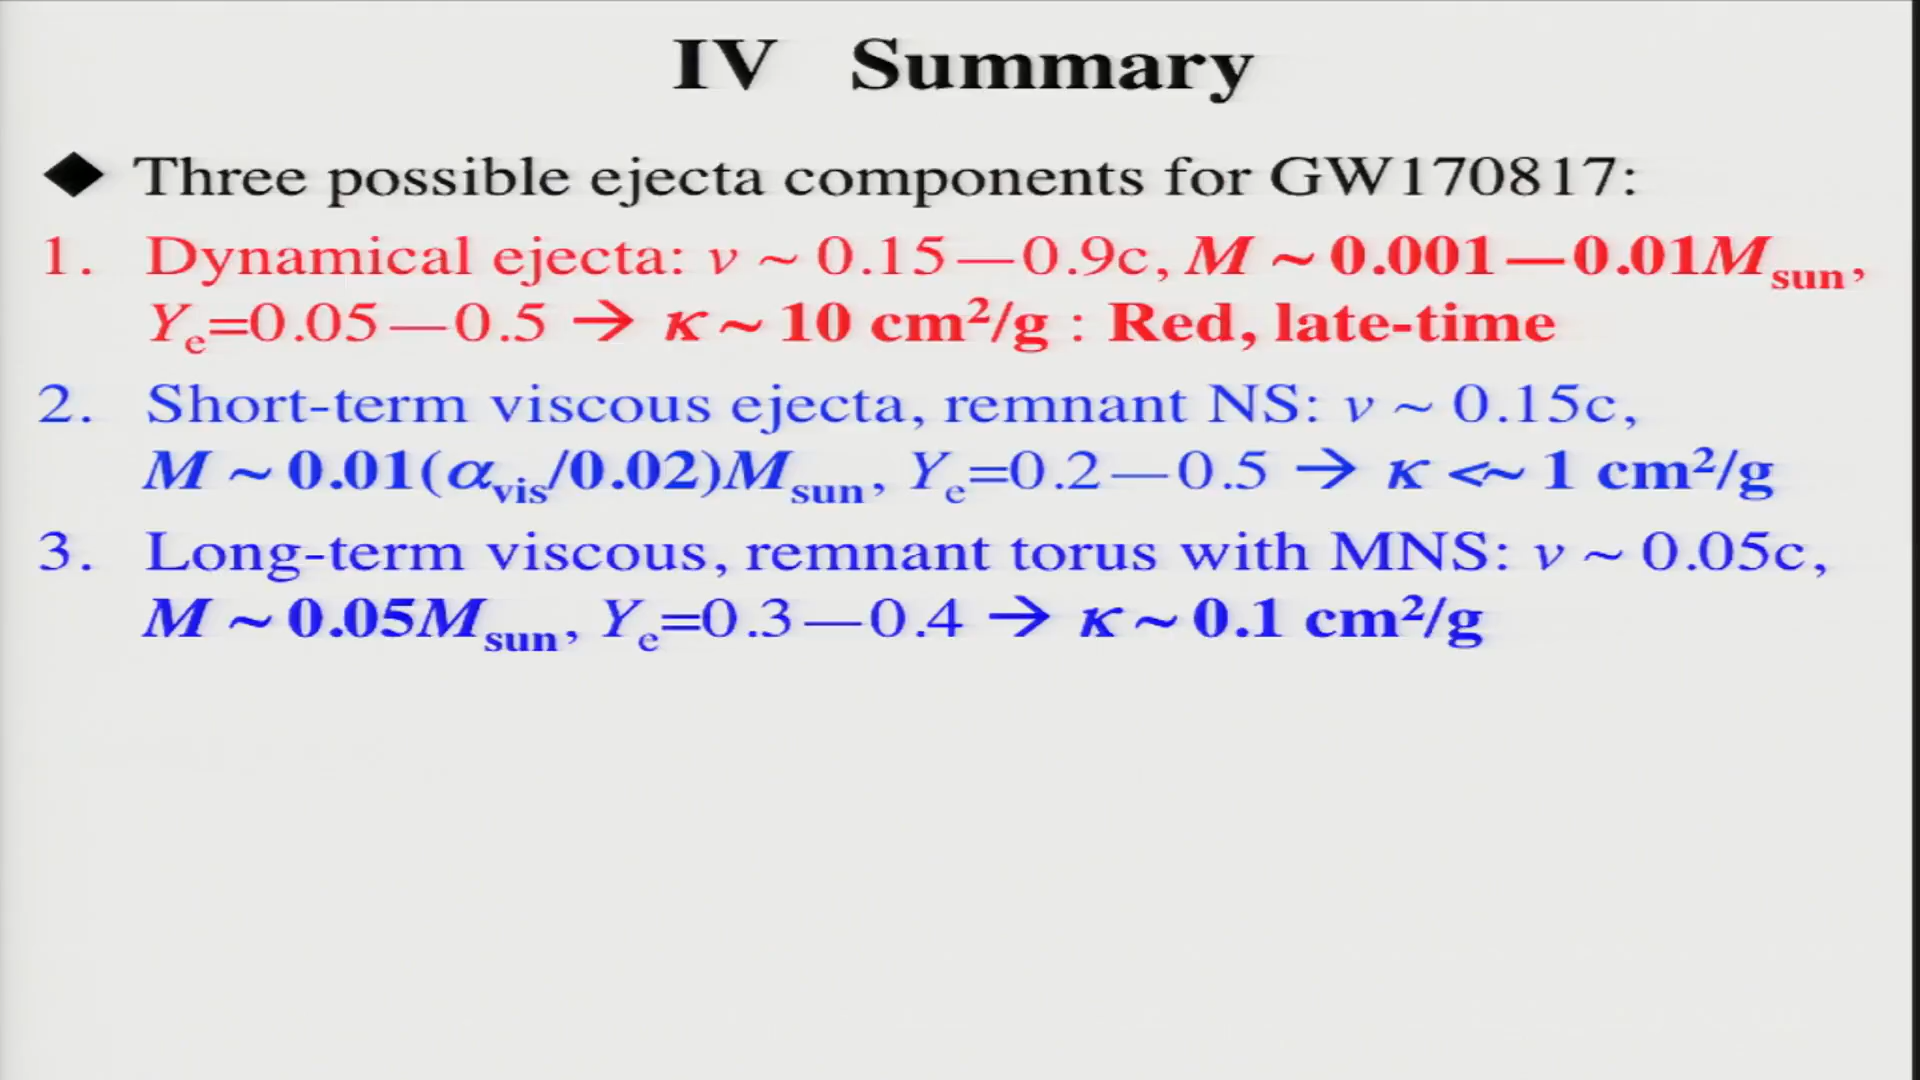 IV Summary
◆ Three possible ejecta components for GW170817:
1. Dynamical ejecta: v ~ 0.15—0.9c, M ~ 0.001—0.01M_sun,
Y_e=0.05—0.5 → κ ~ 10 cm²/g : Red, late-time
2. Short-term viscous ejecta, remnant NS: v ~ 0.15c,
M ~ 0.01(α_vis/0.02)M_sun, Y_e=0.2—0.5 → κ <~ 1 cm²/g
3. Long-term viscous, remnant torus with MNS: v ~ 0.05c,
M ~ 0.05M_sun, Y_e=0.3—0.4 → κ ~ 0.1 cm²/g